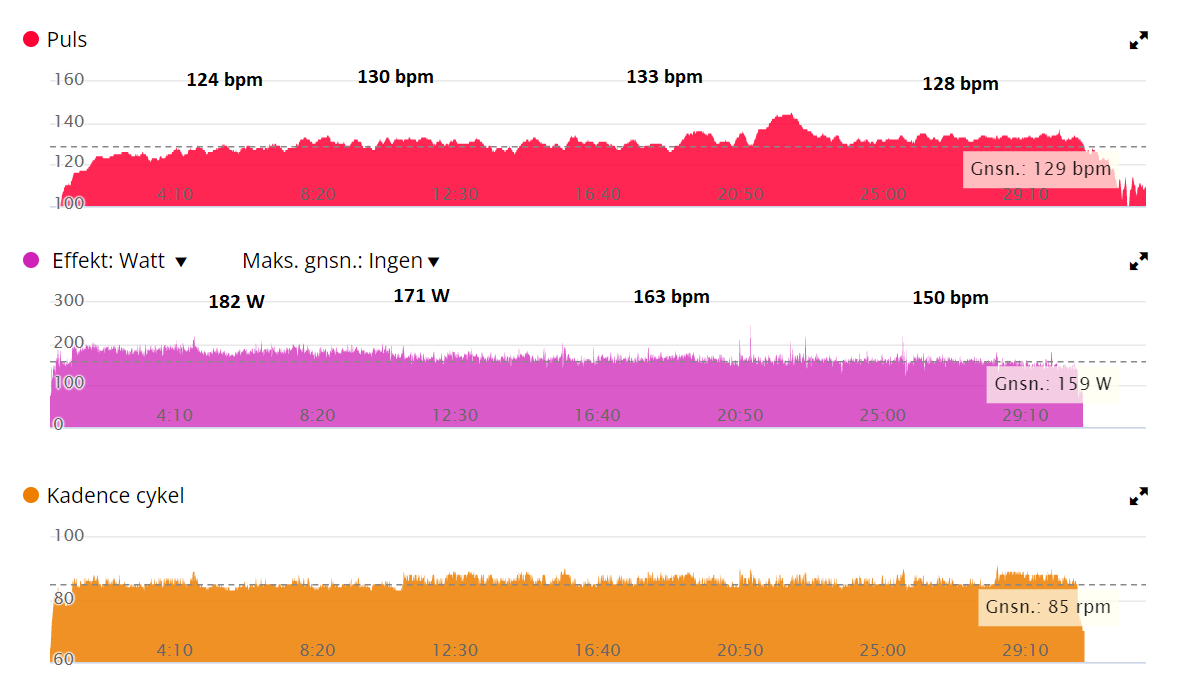 Puls
124 bpm 130 bpm 133 bpm 128 bpm
160
140
120
Gnsn.: 129 bpm
100 4:10 8:20 12:30 16:40 20:50 25:00 29:10
Effekt: Watt ▼ Maks. gnsn.: Ingen ▼
182 W 171 W 163 bpm 150 bpm
300
200
100
Gnsn.: 159 W
4:10 8:20 12:30 16:40 20:50 25:00 29:10
0
Kadence cykel
100
80
Gnsn.: 85 rpm
4:10 8:20 12:30 16:40 20:50 25:00 29:10
60